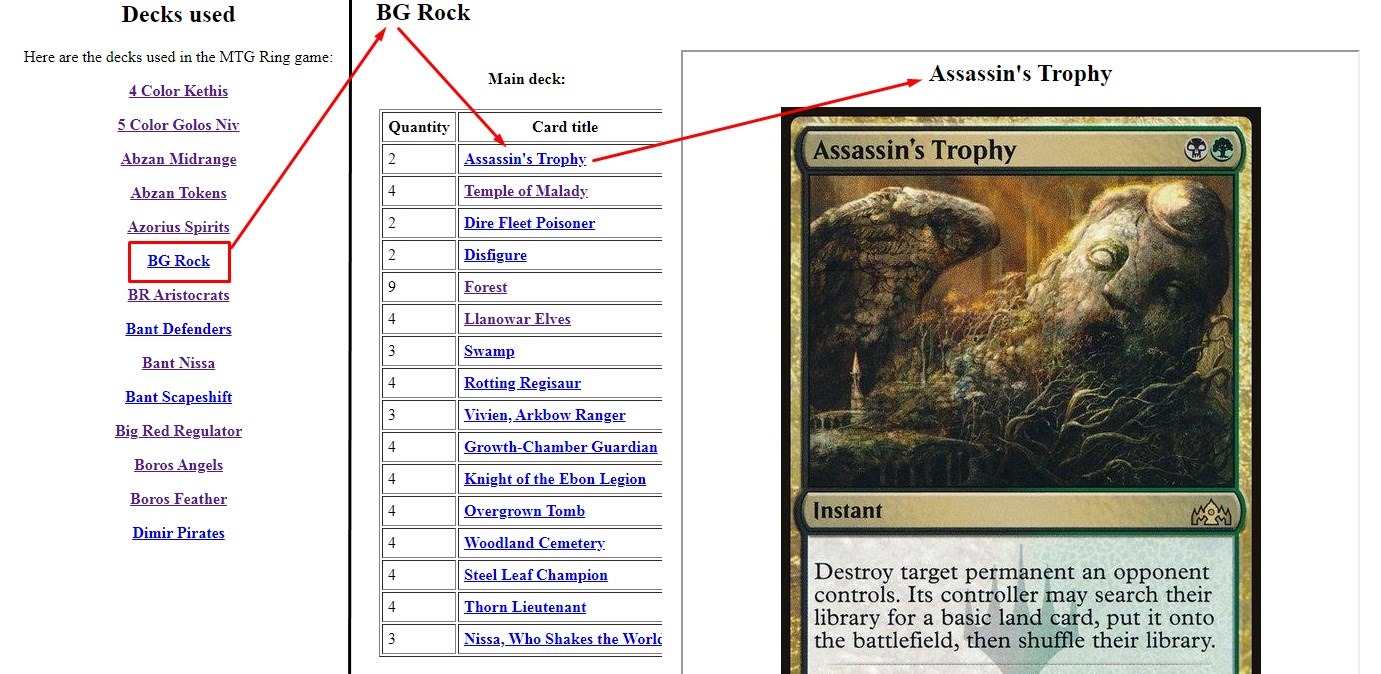 Decks used
Here are the decks used in the MTG Ring game:
4 Color Kethis
5 Color Golos Niv
Abzan Midrange
Abzan Tokens
Azorius Spirits
BG Rock
BR Aristocrats
Bant Defenders
Bant Nissa
Bant Scapeshift
Big Red Regulator
Boros Angels
Boros Feather
Dimir Pirates
BG Rock
Main deck:
Quantity Card title
2 Assassin's Trophy
4 Temple of Malady
2 Dire Fleet Poisoner
2 Disfigure
9 Forest
4 Llanowar Elves
3 Swamp
4 Rotting Regisaur
3 Vivien, Arkbow Ranger
4 Growth-Chamber Guardian
4 Knight of the Ebon Legion
4 Overgrown Tomb
4 Woodland Cemetery
4 Steel Leaf Champion
4 Thorn Lieutenant
3 Nissa, Who Shakes the World
Assassin's Trophy
Assassin's Trophy
Instant
Destroy target permanent an opponent
controls. Its controller may search their
library for a basic land card, put it onto
the battlefield, then shuffle their library.